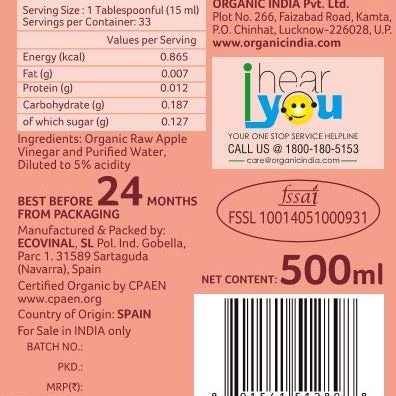 Serving Size : 1 Tablespoonful (15 ml)
Servings per Container: 33
Values per Serving
Energy (kcal) 0.865
Fat (g) 0.007
Protein (g) 0.012
Carbohydrate (g) 0.187
of which sugar (g) 0.127
Ingredients: Organic Raw Apple
Vinegar and Purified Water,
Diluted to 5% acidity
BEST BEFORE 24 MONTHS
FROM PACKAGING
Manufactured & Packed by:
ECOVINAL, SL Pol. Ind. Gobella,
Parc 1. 31589 Sartaguda
(Navarra), Spain
Certified Organic by CPAEN
www.cpaen.org
Country of Origin: SPAIN
For Sale in INDIA only
BATCH NO.:
PKD.:
MRP(₹):
ORGANIC INDIA Pvt. Ltd.
Plot No. 266, Faizabad Road, Kamta,
P.O. Chinhat, Lucknow-226028, U.P.
www.organicindia.com
i hear
you
YOUR ONE STOP SERVICE HELPLINE
CALL US @ 1800-180-5153
care@organicindia.com
fssai
FSSL 10014051000931
NET CONTENT: 500ml